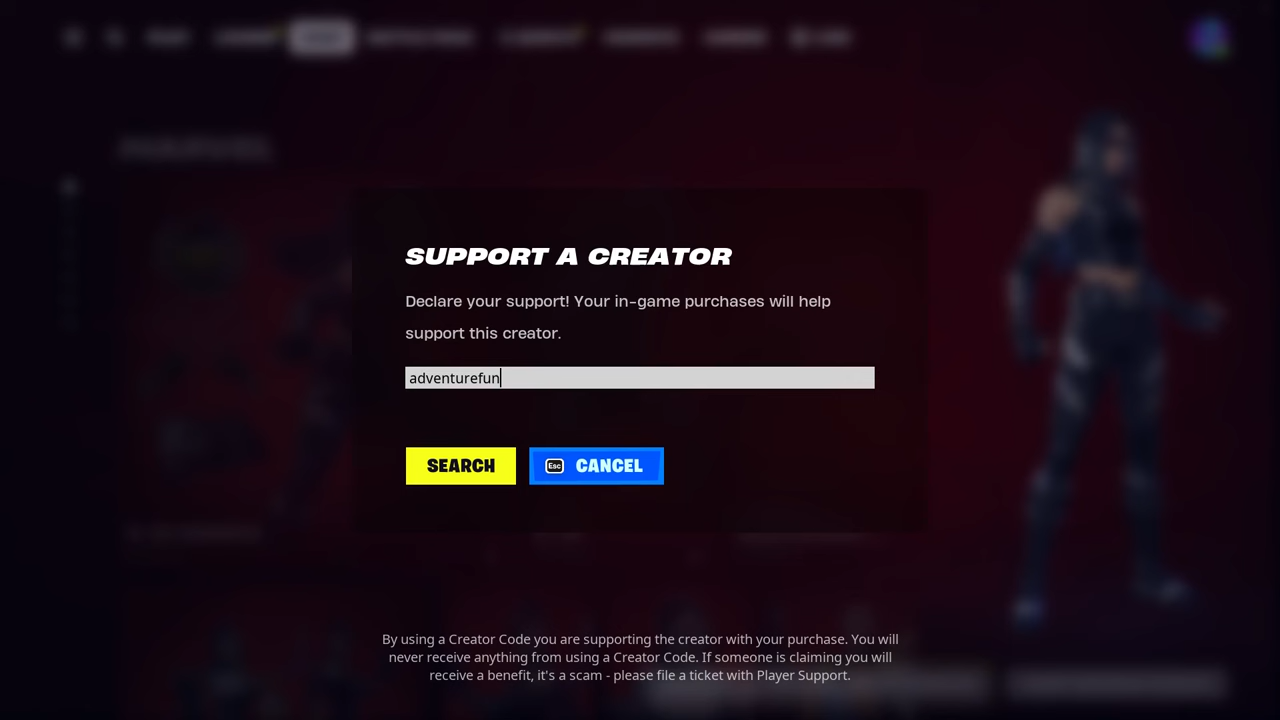 SUPPORT A CREATOR
Declare your support! Your in-game purchases will help
support this creator.
adventurefun
SEARCH
Esc CANCEL
By using a Creator Code you are supporting the creator with your purchase. You will
never receive anything from using a Creator Code. If someone is claiming you will
receive a benefit, it's a scam - please file a ticket with Player Support.